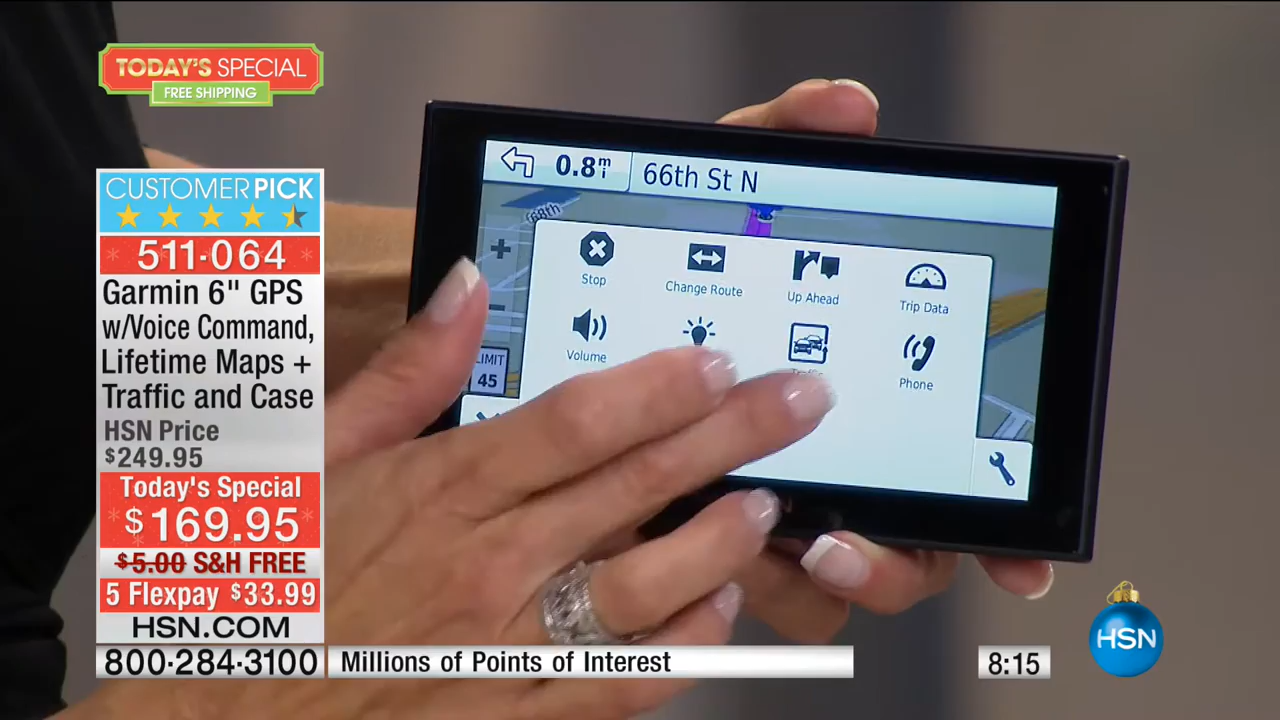 TODAY'S SPECIAL
FREE SHIPPING
CUSTOMER PICK
511·064
Garmin 6" GPS
w/Voice Command,
Lifetime Maps +
Traffic and Case
HSN Price
$249.95
Today's Special
$169.95
$5.00 S&H FREE
5 Flexpay $33.99
HSN.COM
800·284·3100
Millions of Points of Interest
8:15
HSN
0.8 mi
66th St N
68th
Stop
Change Route
Up Ahead
Trip Data
Volume
Traffic
Phone
LIMIT
45